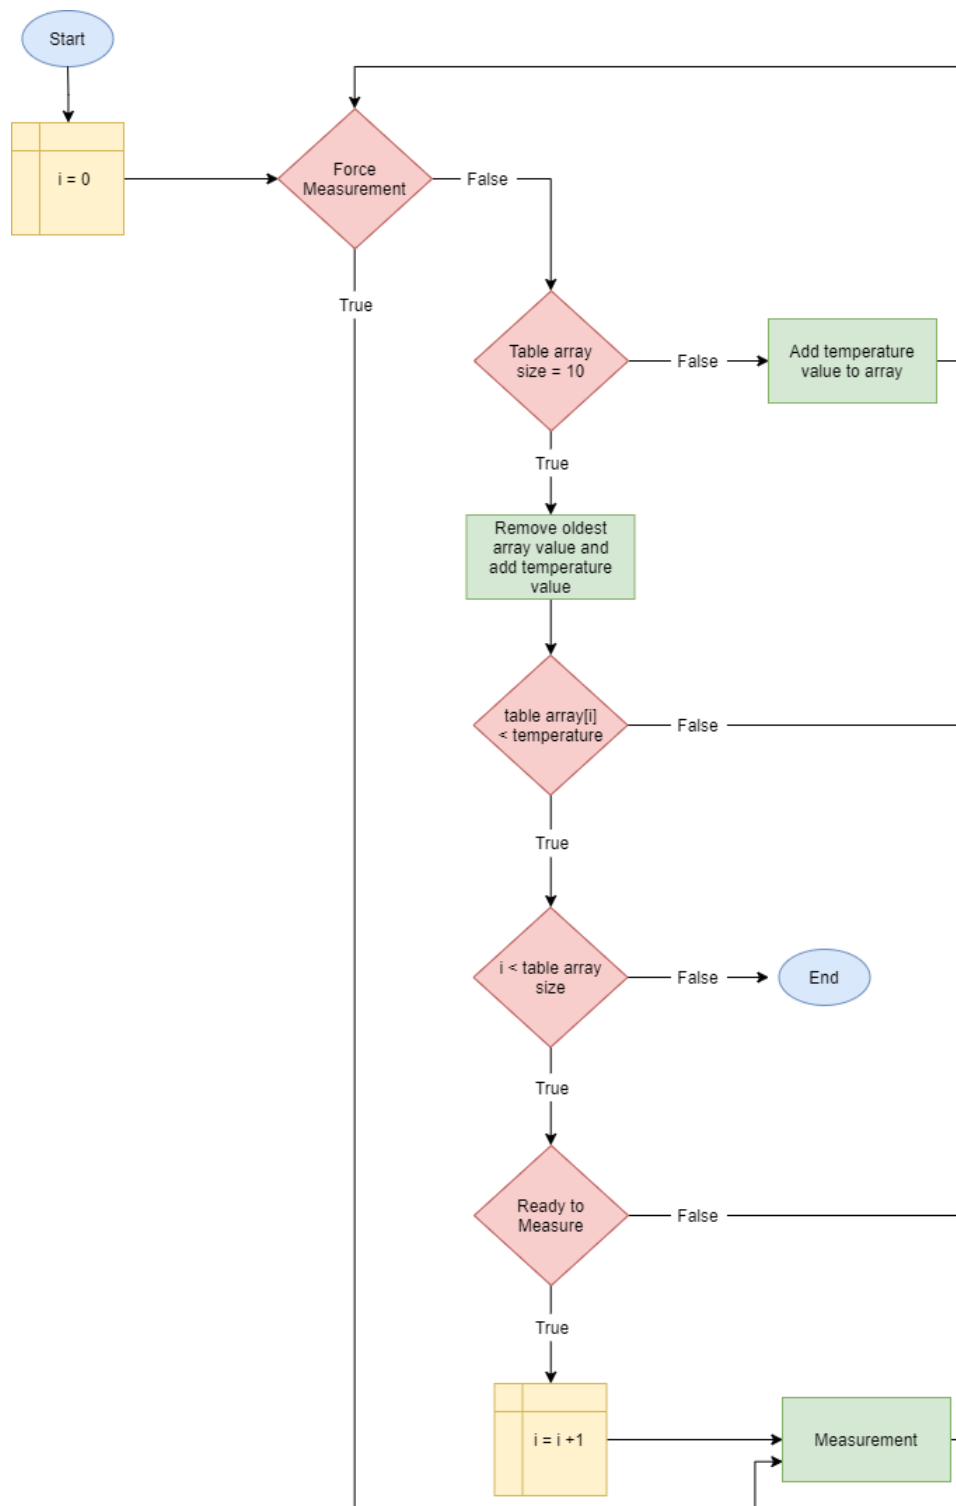 Start
i = 0
Force
Measurement
False
True
Table array
size = 10
False
Add temperature
value to array
True
Remove oldest
array value and
add temperature
value
table array[i]
< temperature
False
True
i < table array
size
False
End
True
Ready to
Measure
False
True
i = i +1
Measurement